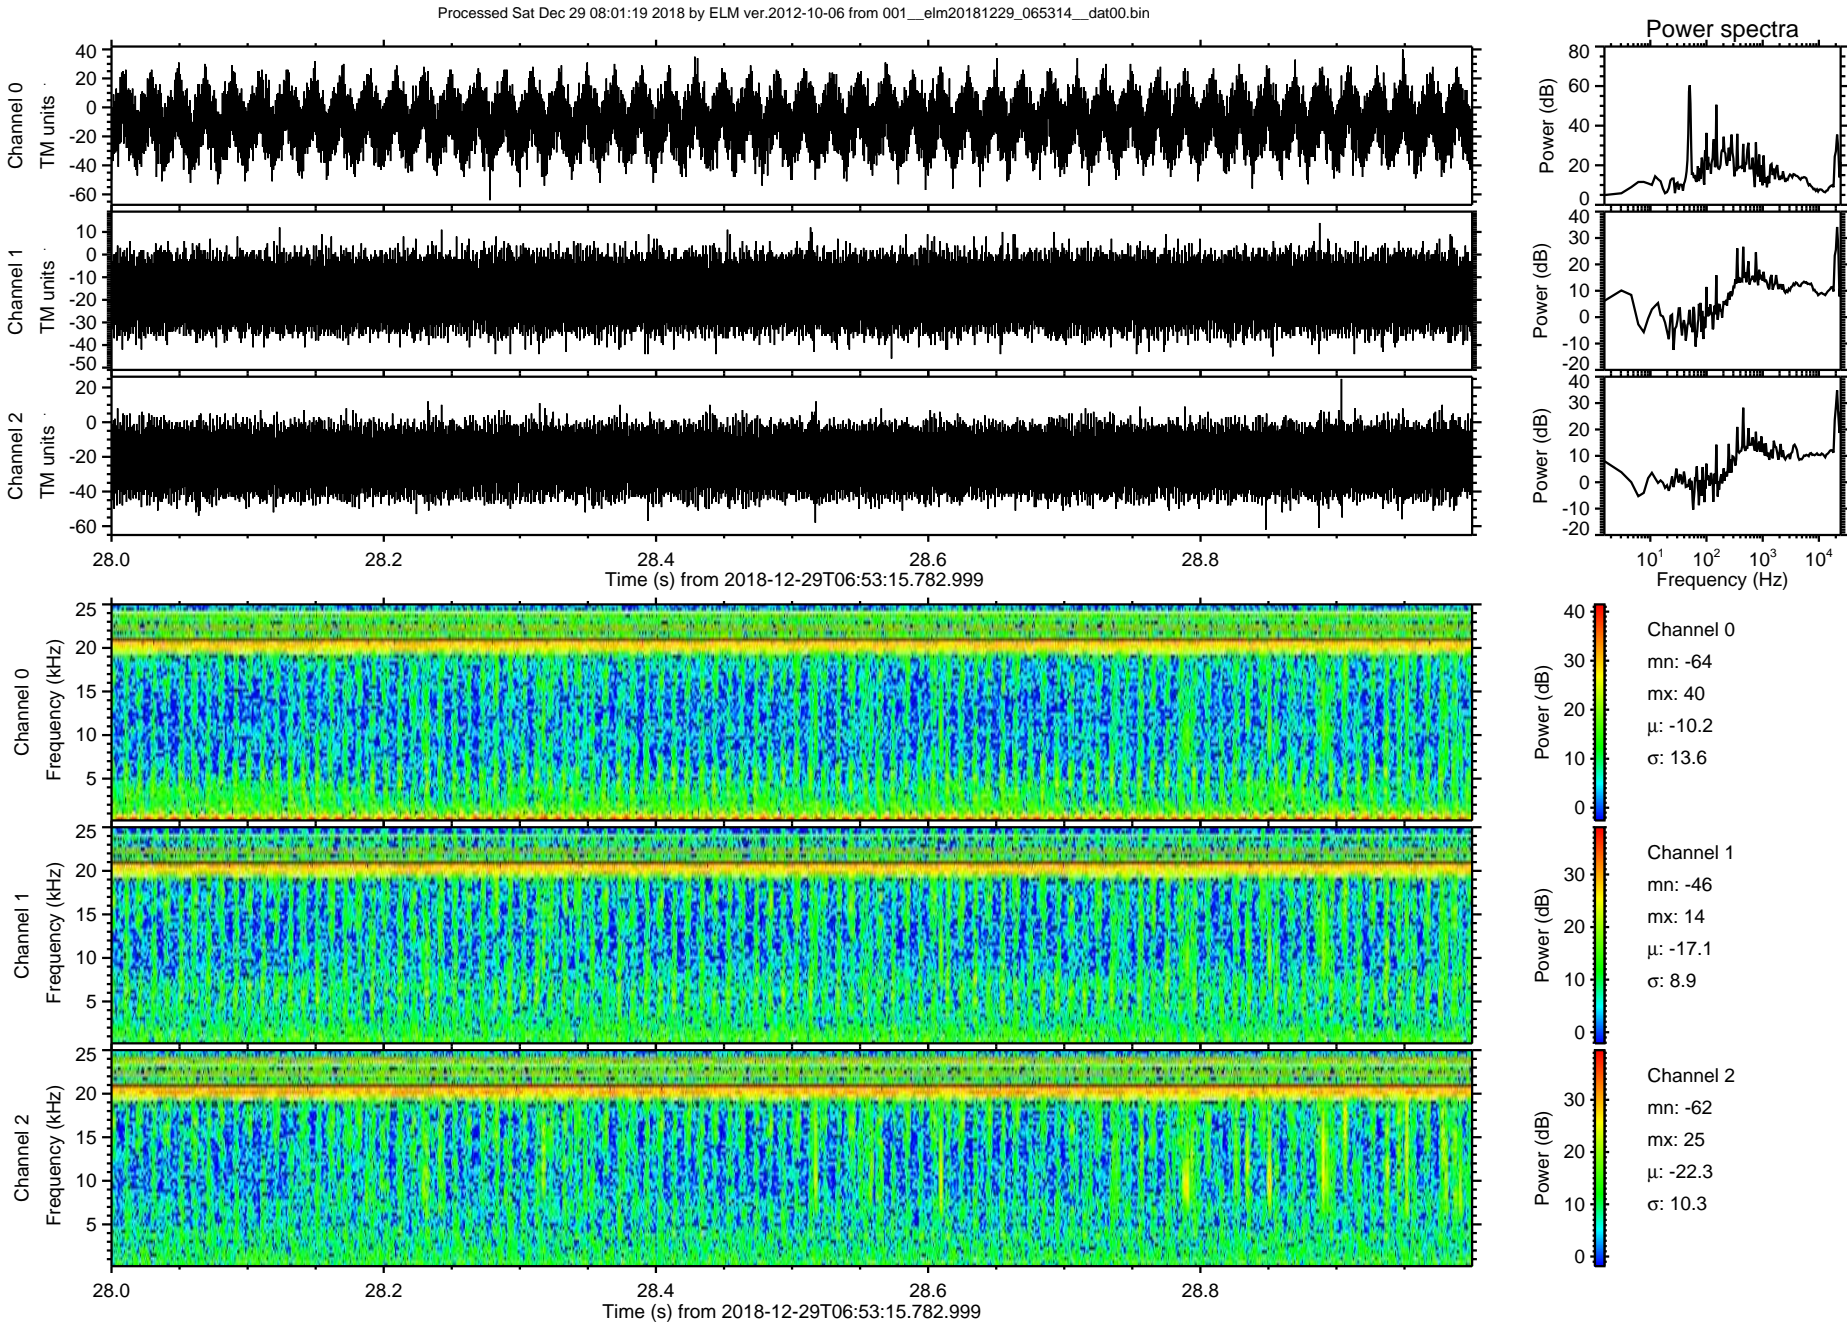 Processed Sat Dec 29 08:01:19 2018 by ELM ver.2012-10-06 from 001__elm20181229_065314__dat00.bin
Power spectra
Channel 0
TM units
40
20
0
-20
-40
-60
Power (dB)
80
60
40
20
0
Channel 1
TM units
10
0
-10
-20
-30
-40
-50
Power (dB)
40
30
20
10
0
-10
-20
Channel 2
TM units
20
0
-20
-40
-60
Power (dB)
40
30
20
10
0
-10
-20
28.0 28.2 28.4 28.6 28.8
Time (s) from 2018-12-29T06:53:15.782.999
10^1 10^2 10^3 10^4
Frequency (Hz)
Channel 0
Frequency (kHz)
25
20
15
10
5
Power (dB)
40
30
20
10
0
Channel 0
mn: -64
mx: 40
μ: -10.2
σ: 13.6
Channel 1
Frequency (kHz)
25
20
15
10
5
Power (dB)
30
20
10
0
Channel 1
mn: -46
mx: 14
μ: -17.1
σ: 8.9
Channel 2
Frequency (kHz)
25
20
15
10
5
Power (dB)
30
20
10
0
Channel 2
mn: -62
mx: 25
μ: -22.3
σ: 10.3
28.0 28.2 28.4 28.6 28.8
Time (s) from 2018-12-29T06:53:15.782.999